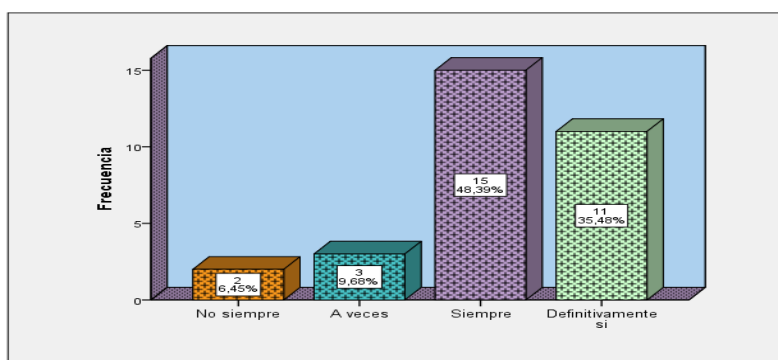 Frecuencia
15
10
5
0
2
6,45%
3
9,68%
15
48,39%
11
35,48%
No siempre
A veces
Siempre
Definitivamente
si